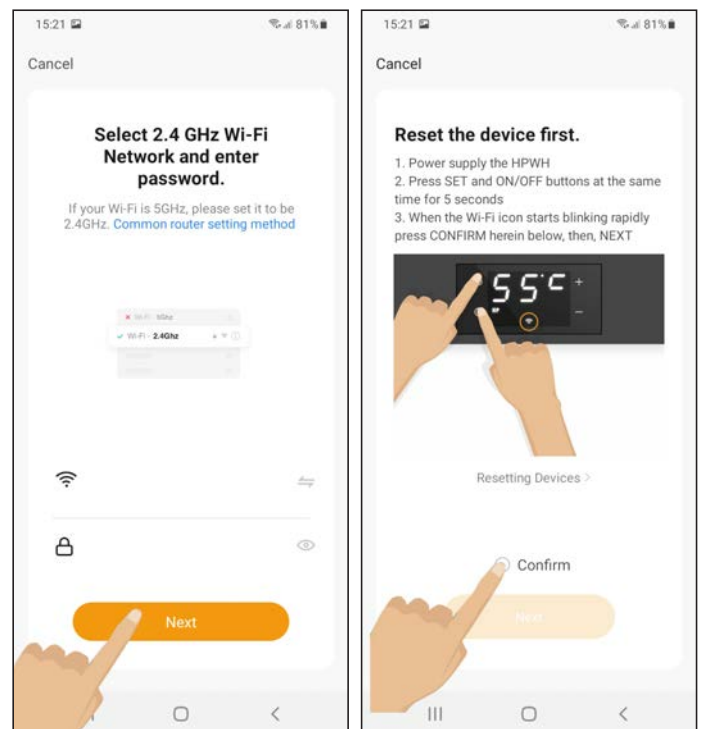 15:21
81%
Cancel
Select 2.4 GHz Wi-Fi
Network and enter
password.
If your Wi-Fi is 5GHz, please set it to be
2.4GHz. Common router setting method
Wi-Fi - 5Ghz
Wi-Fi - 2.4Ghz
Next
15:21
81%
Cancel
Reset the device first.
1. Power supply the HPWH
2. Press SET and ON/OFF buttons at the same
time for 5 seconds
3. When the Wi-Fi icon starts blinking rapidly
press CONFIRM herein below, then, NEXT
55°C
+
−
Resetting Devices >
Confirm
Next